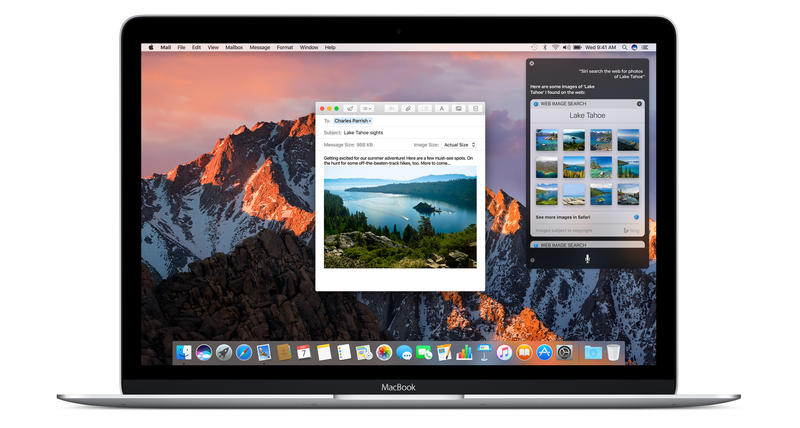 Mail File Edit View Mailbox Message Format Window Help
Wed 9:41 AM
To: Charles Parrish
Subject: Lake Tahoe sights
Message Size: 988 KB Image Size: Actual Size
Getting excited for our summer adventure! Here are a few must-see spots. On
the hunt for some off-the-beaten-track hikes, too. More to come...
"Siri search the web for photos
of Lake Tahoe"
Here are some images of 'Lake
Tahoe' I found on the web:
WEB IMAGE SEARCH
Lake Tahoe
See more images in Safari
Images subject to copyright. bing
WEB IMAGE SEARCH
7
MacBook